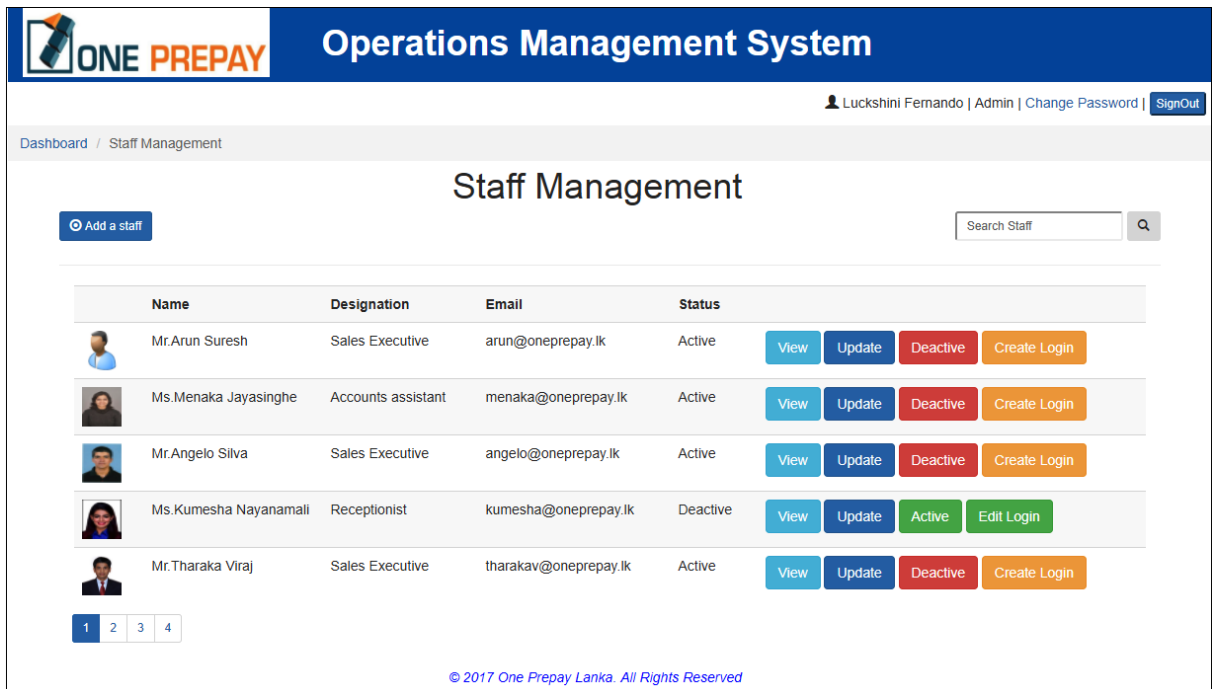 ONE PREPAY
Operations Management System
Luckshini Fernando | Admin | Change Password | SignOut
Dashboard / Staff Management
Staff Management
Add a staff
Search Staff
Name Designation Email Status
Mr.Arun Suresh Sales Executive arun@oneprepay.lk Active View Update Deactive Create Login
Ms.Menaka Jayasinghe Accounts assistant menaka@oneprepay.lk Active View Update Deactive Create Login
Mr.Angelo Silva Sales Executive angelo@oneprepay.lk Active View Update Deactive Create Login
Ms.Kumesha Nayanamali Receptionist kumesha@oneprepay.lk Deactive View Update Active Edit Login
Mr.Tharaka Viraj Sales Executive tharakav@oneprepay.lk Active View Update Deactive Create Login
1 2 3 4
© 2017 One Prepay Lanka. All Rights Reserved